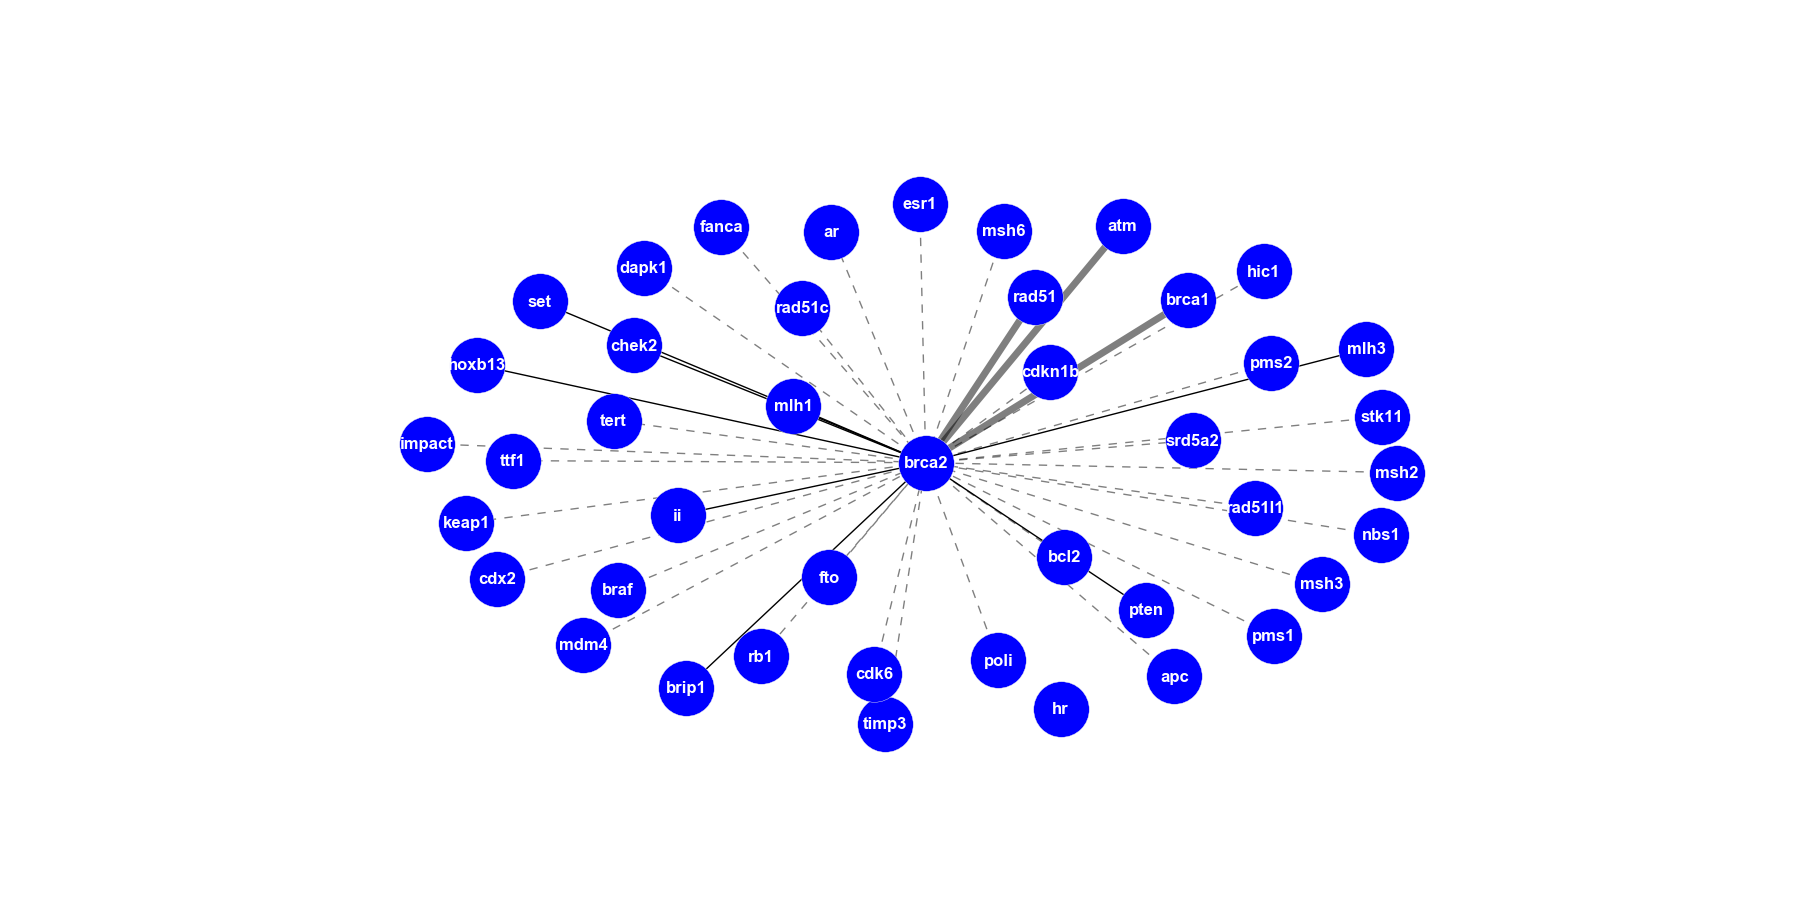 esr1
fanca
ar
msh6
atm
dapk1
hic1
set
rad51c
rad51
brca1
chek2
mlh3
hoxb13
pms2
cdkn1b
mlh1
stk11
tert
impact
srd5a2
ttf1
brca2
msh2
ii
rad51l1
keap1
nbs1
bcl2
cdx2
fto
msh3
braf
pten
pms1
mdm4
rb1
poli
cdk6
apc
brip1
hr
timp3